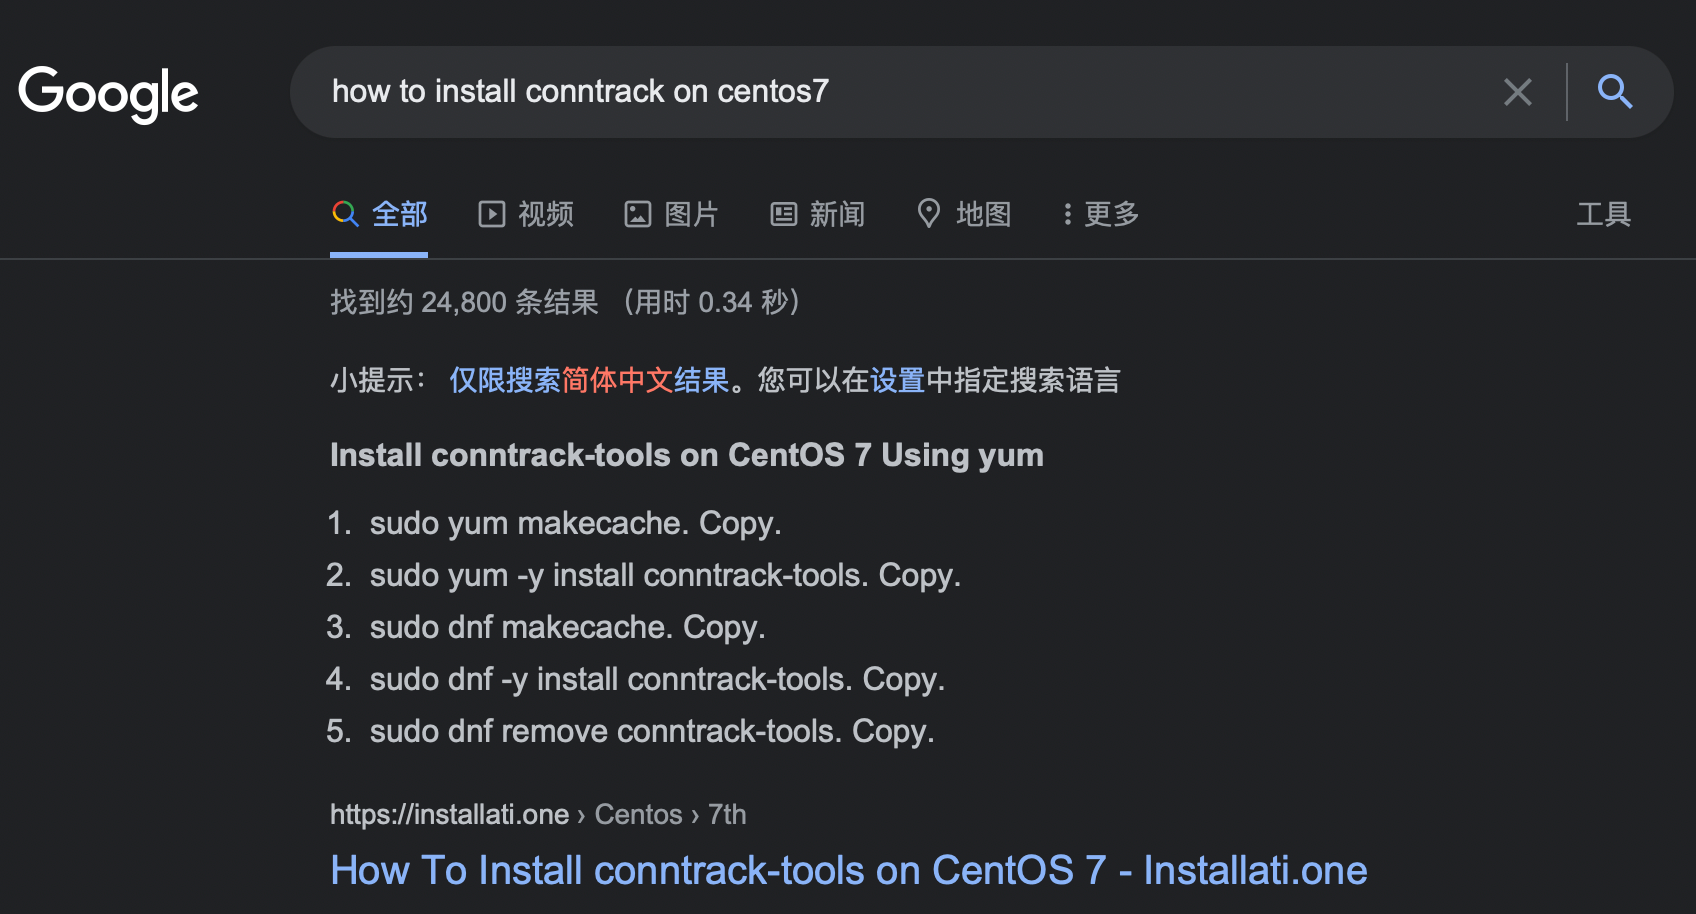 Google
how to install conntrack on centos7
全部 视频 图片 新闻 地图 更多 工具
找到约 24,800 条结果 （用时 0.34 秒）
小提示： 仅限搜索简体中文结果。您可以在设置中指定搜索语言
Install conntrack-tools on CentOS 7 Using yum
1. sudo yum makecache. Copy.
2. sudo yum -y install conntrack-tools. Copy.
3. sudo dnf makecache. Copy.
4. sudo dnf -y install conntrack-tools. Copy.
5. sudo dnf remove conntrack-tools. Copy.
https://installati.one › Centos › 7th
How To Install conntrack-tools on CentOS 7 - Installati.one